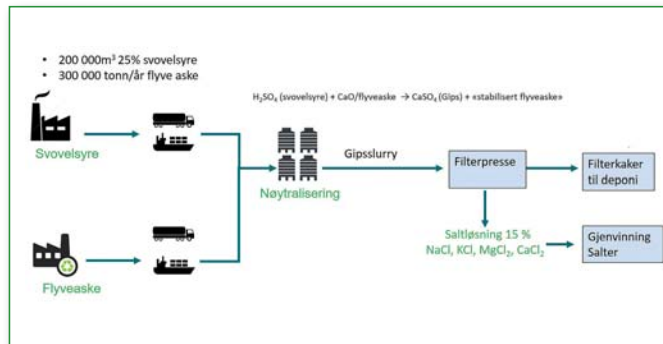 • 200 000m³ 25% svovelsyre
• 300 000 tonn/år flyve aske
H₂SO₄ (svovelsyre) + CaO/flyveaske → CaSO₄ (Gips) + «stabilisert flyveaske»
Svovelsyre
Nøytralisering
Gipsslurry
Filterpresse
Filterkaker
til deponi
Saltløsning 15 %
NaCl, KCl, MgCl₂, CaCl₂
Gjenvinning
Salter
Flyveaske